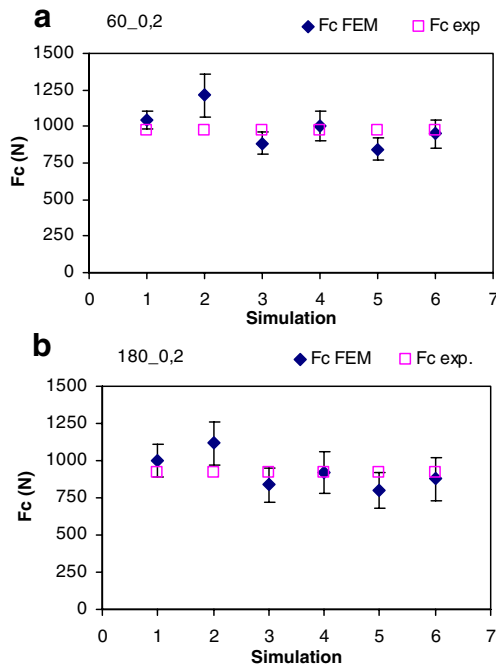 a
60_0,2
Fc FEM
Fc exp
1500
1250
1000
750
500
250
0
Fc (N)
0 1 2 3 4 5 6 7
Simulation
b
180_0,2
Fc FEM
Fc exp.
1500
1250
1000
750
500
250
0
Fc (N)
0 1 2 3 4 5 6 7
Simulation